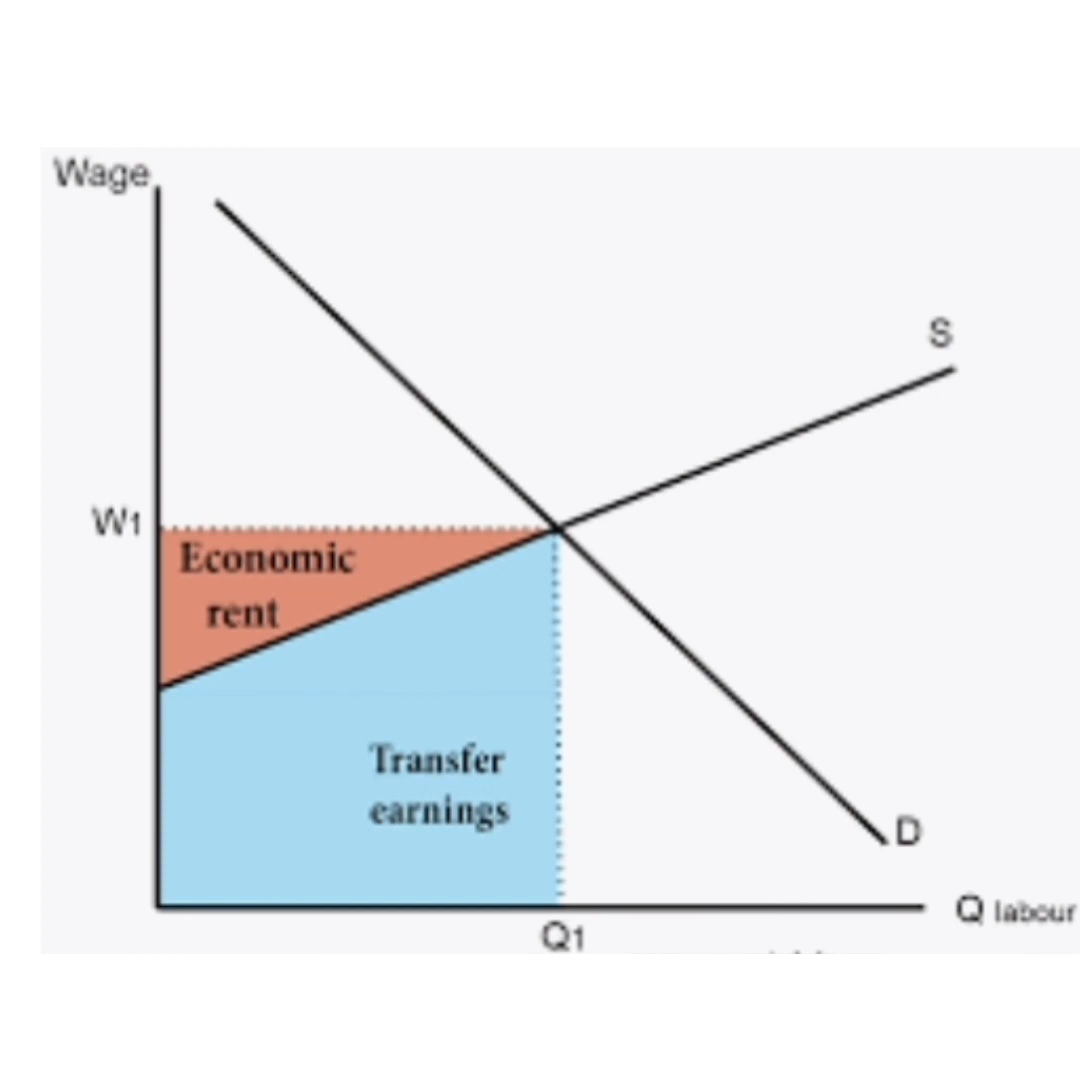 Wage
S
W1
Economic
rent
Transfer
earnings
D
Q labour
Q1